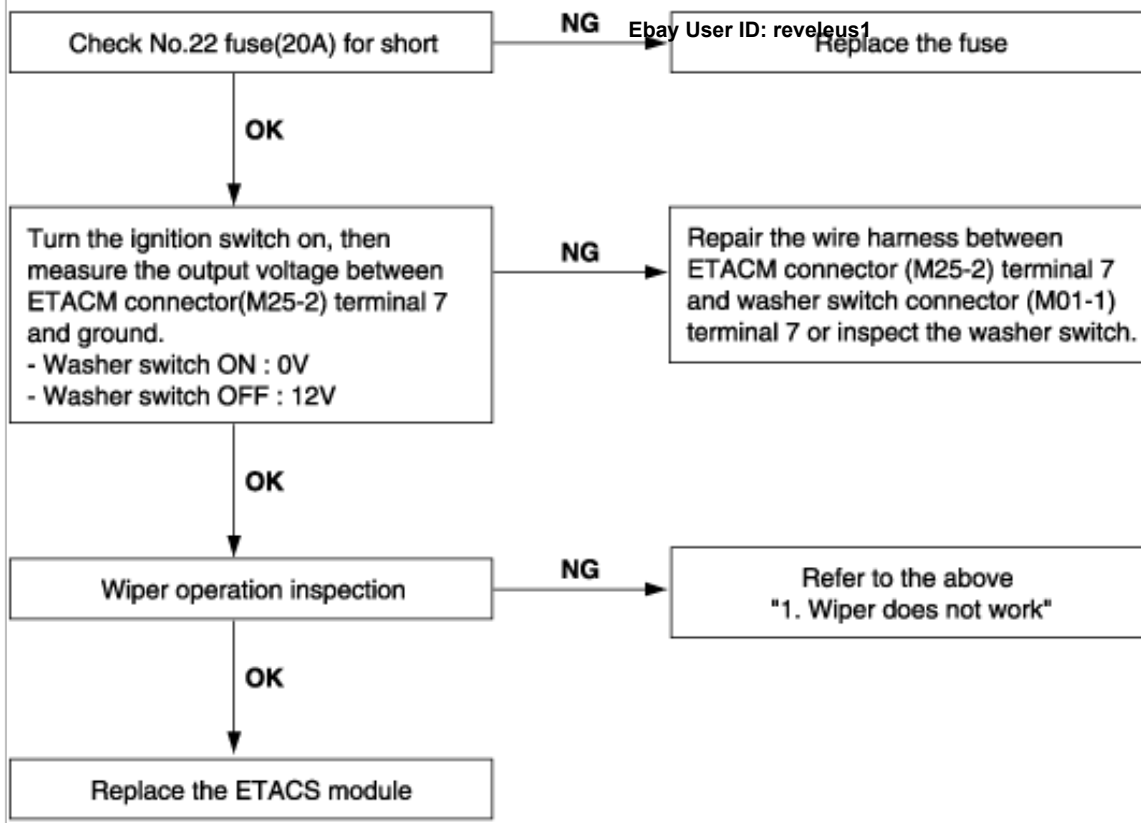 Check No.22 fuse(20A) for short
NG
Ebay User ID: reveleus1
Replace the fuse
OK
Turn the ignition switch on, then
measure the output voltage between
ETACM connector(M25-2) terminal 7
and ground.
- Washer switch ON : 0V
- Washer switch OFF : 12V
NG
Repair the wire harness between
ETACM connector (M25-2) terminal 7
and washer switch connector (M01-1)
terminal 7 or inspect the washer switch.
OK
Wiper operation inspection
NG
Refer to the above
"1. Wiper does not work"
OK
Replace the ETACS module